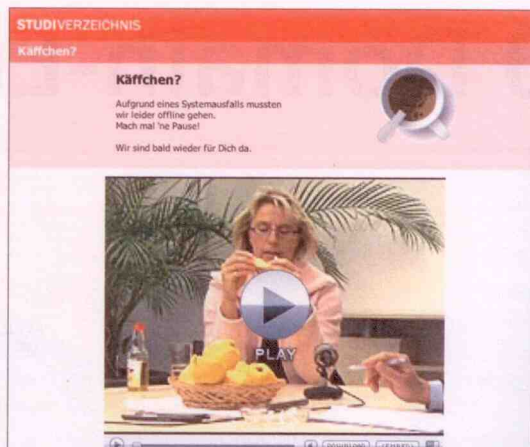 STUDIVERZEICHNIS
Käffchen?
Käffchen?
Aufgrund eines Systemausfalls mussten
wir leider offline gehen.
Mach mal 'ne Pause!
Wir sind bald wieder für Dich da.
PLAY
DOWNLOAD